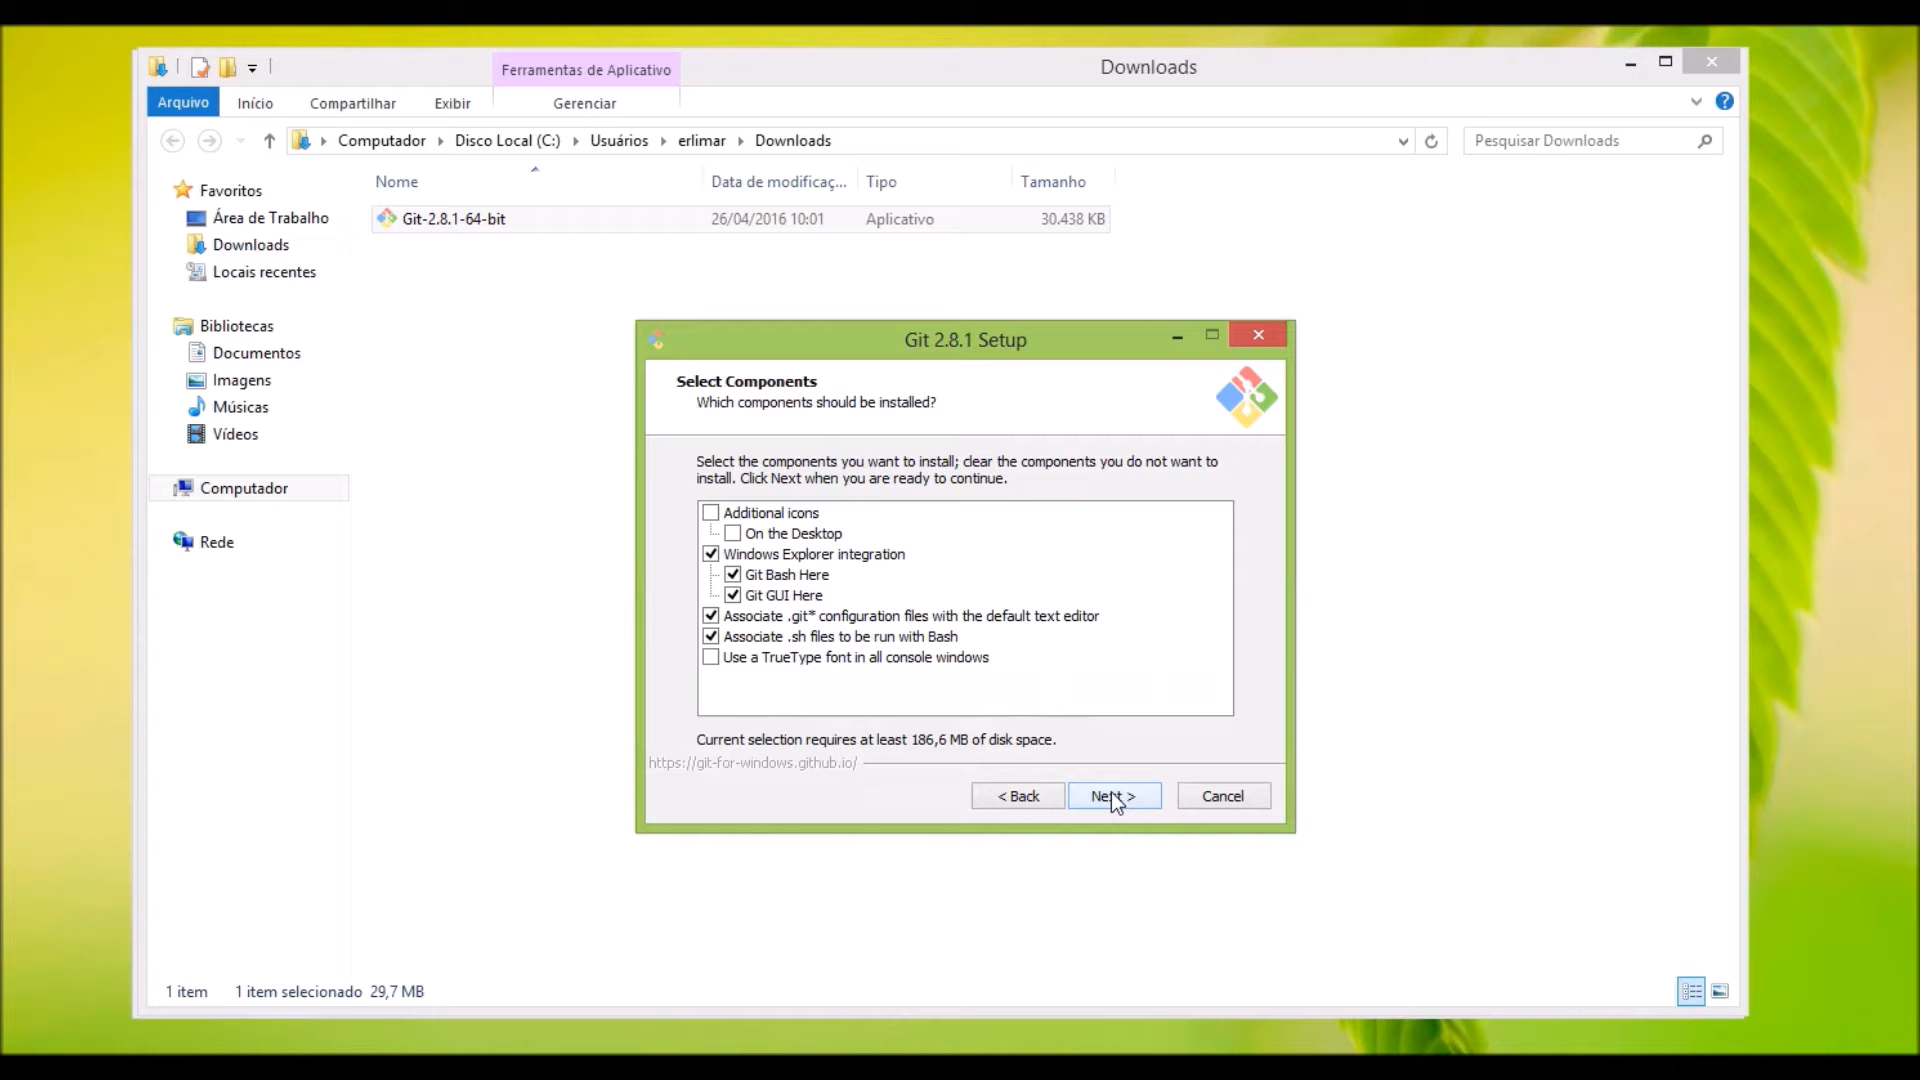 Ferramentas de Aplicativo
Downloads
Arquivo
Início
Compartilhar
Exibir
Gerenciar
Computador
Disco Local (C:)
Usuários
erlimar
Downloads
Pesquisar Downloads
Nome
Data de modificaç...
Tipo
Tamanho
Git-2.8.1-64-bit
26/04/2016 10:01
Aplicativo
30.438 KB
Favoritos
Área de Trabalho
Downloads
Locais recentes
Bibliotecas
Documentos
Imagens
Músicas
Vídeos
Computador
Rede
Git 2.8.1 Setup
Select Components
Which components should be installed?
Select the components you want to install; clear the components you do not want to
install. Click Next when you are ready to continue.
Additional icons
On the Desktop
Windows Explorer integration
Git Bash Here
Git GUI Here
Associate .git* configuration files with the default text editor
Associate .sh files to be run with Bash
Use a TrueType font in all console windows
Current selection requires at least 186,6 MB of disk space.
https://git-for-windows.github.io/
< Back
Next >
Cancel
1 item
1 item selecionado 29,7 MB